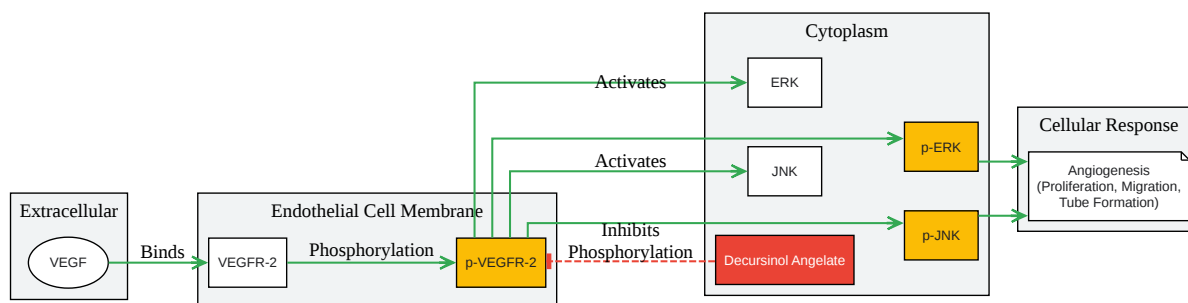 Extracellular
VEGF
Binds
Endothelial Cell Membrane
VEGFR-2
Phosphorylation
p-VEGFR-2
Activates
Activates
Inhibits
Phosphorylation
Cytoplasm
ERK
p-ERK
JNK
p-JNK
Decursinol Angelate
Cellular Response
Angiogenesis
(Proliferation, Migration,
Tube Formation)